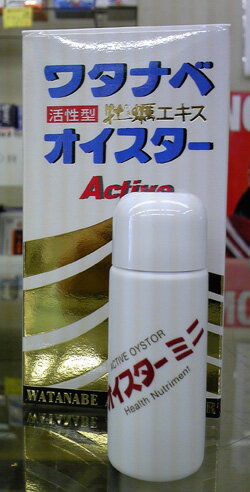 ワタナベ
活性型 牡蠣エキス
オイスター
Active
WATANABE
ACTIVE OYSTOR
オイスターミニ
Health Nutriment